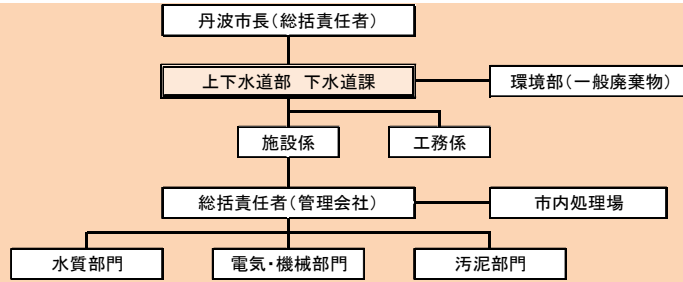 丹波市長（総括責任者）
上下水道部　下水道課
環境部（一般廃棄物）
施設係
工務係
総括責任者（管理会社）
市内処理場
水質部門
電気・機械部門
汚泥部門